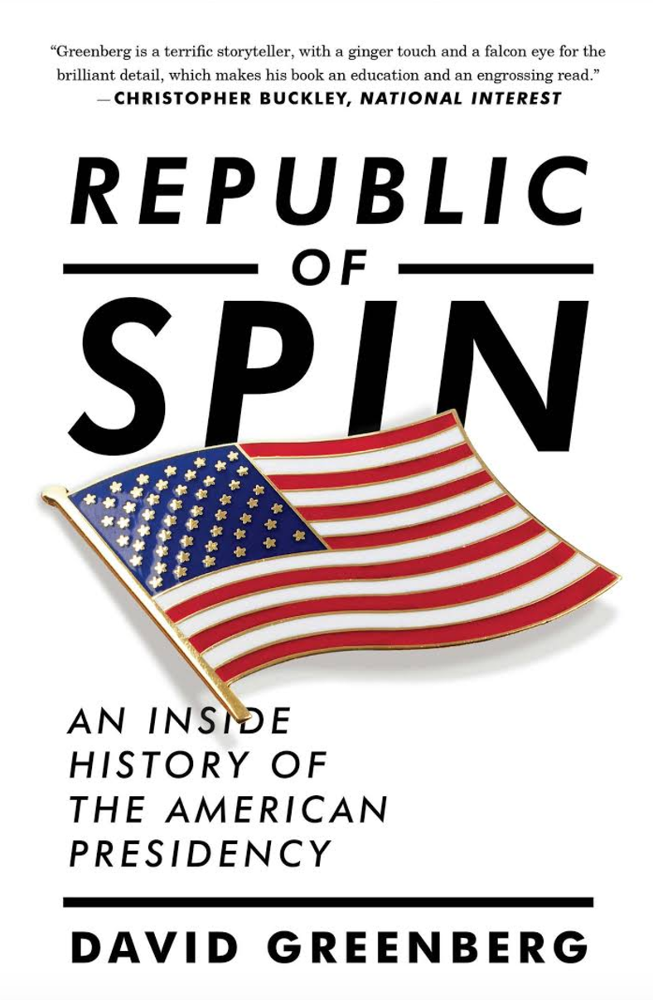 “Greenberg is a terrific storyteller, with a ginger touch and a falcon eye for the
brilliant detail, which makes his book an education and an engrossing read.”
—CHRISTOPHER BUCKLEY, NATIONAL INTEREST
REPUBLIC
OF
SPIN
AN INSIDE
HISTORY OF
THE AMERICAN
PRESIDENCY
DAVID GREENBERG